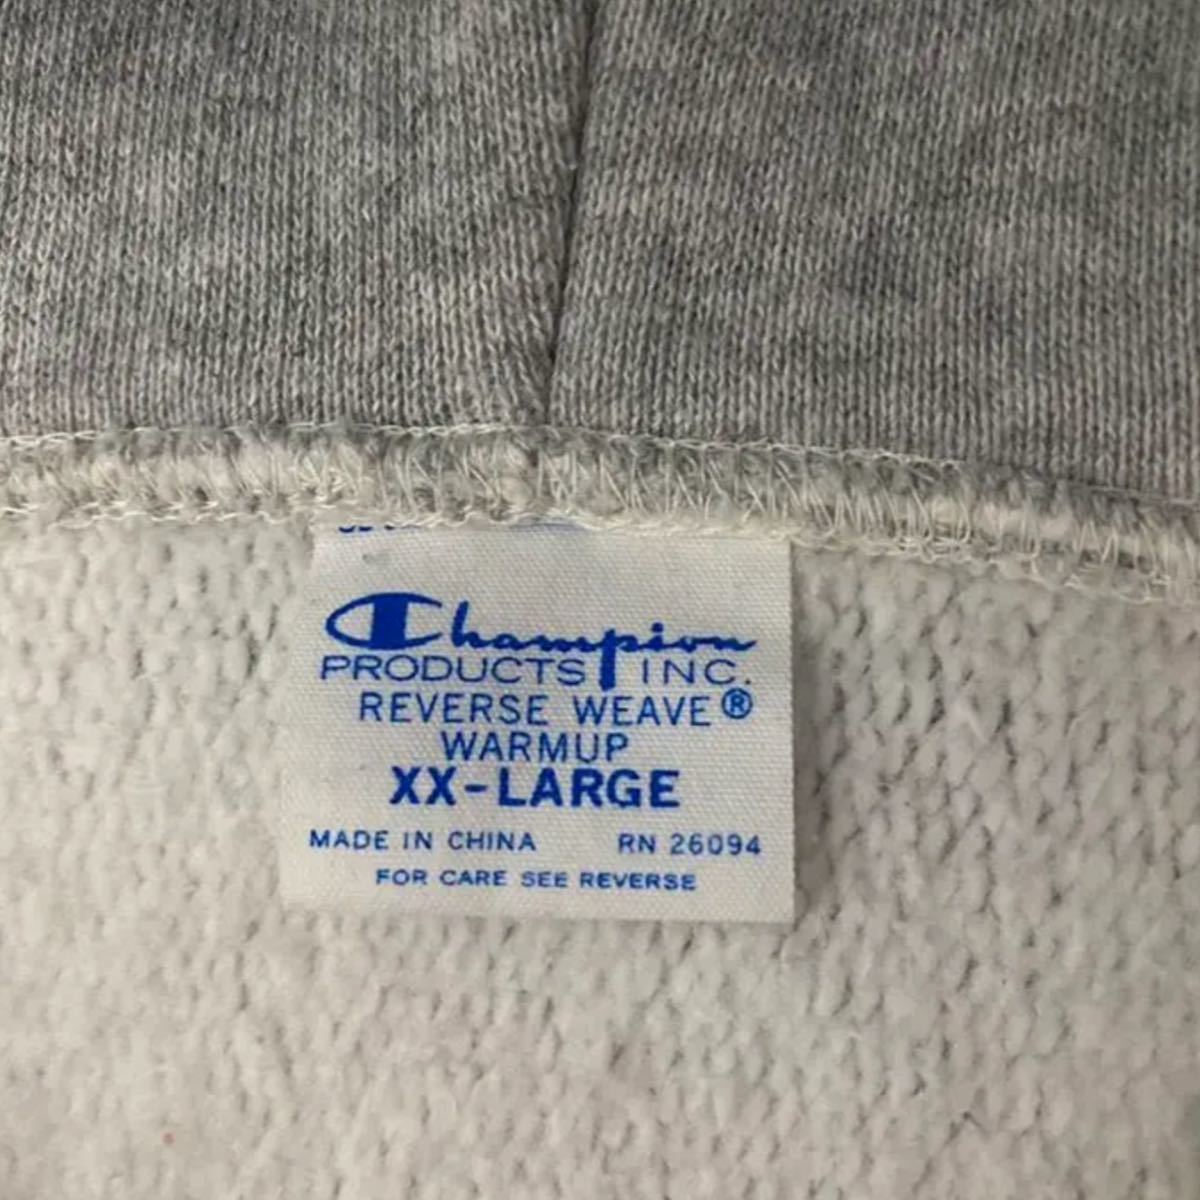 Champion
PRODUCTS INC.
REVERSE WEAVE®
WARMUP
XX-LARGE
MADE IN CHINA RN 26094
FOR CARE SEE REVERSE